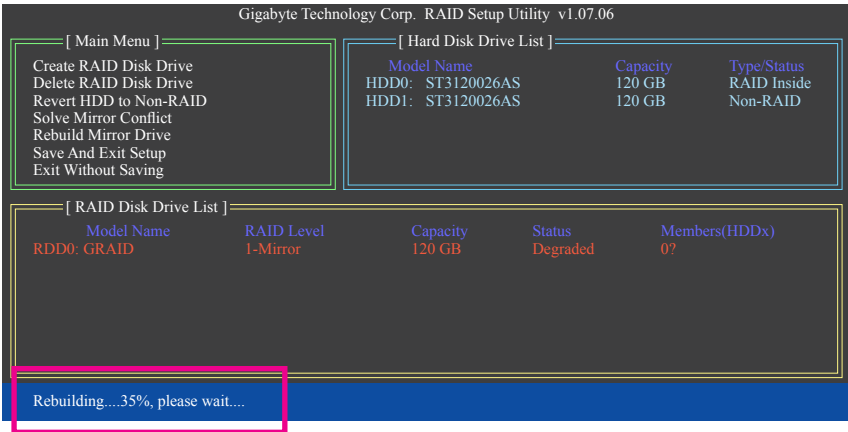 Gigabyte Technology Corp. RAID Setup Utility v1.07.06
[ Main Menu ]
Create RAID Disk Drive
Delete RAID Disk Drive
Revert HDD to Non-RAID
Solve Mirror Conflict
Rebuild Mirror Drive
Save And Exit Setup
Exit Without Saving
[ Hard Disk Drive List ]
Model Name Capacity Type/Status
HDD0: ST3120026AS 120 GB RAID Inside
HDD1: ST3120026AS 120 GB Non-RAID
[ RAID Disk Drive List ]
Model Name RAID Level Capacity Status Members(HDDx)
RDD0: GRAID 1-Mirror 120 GB Degraded 0?
Rebuilding....35%, please wait....